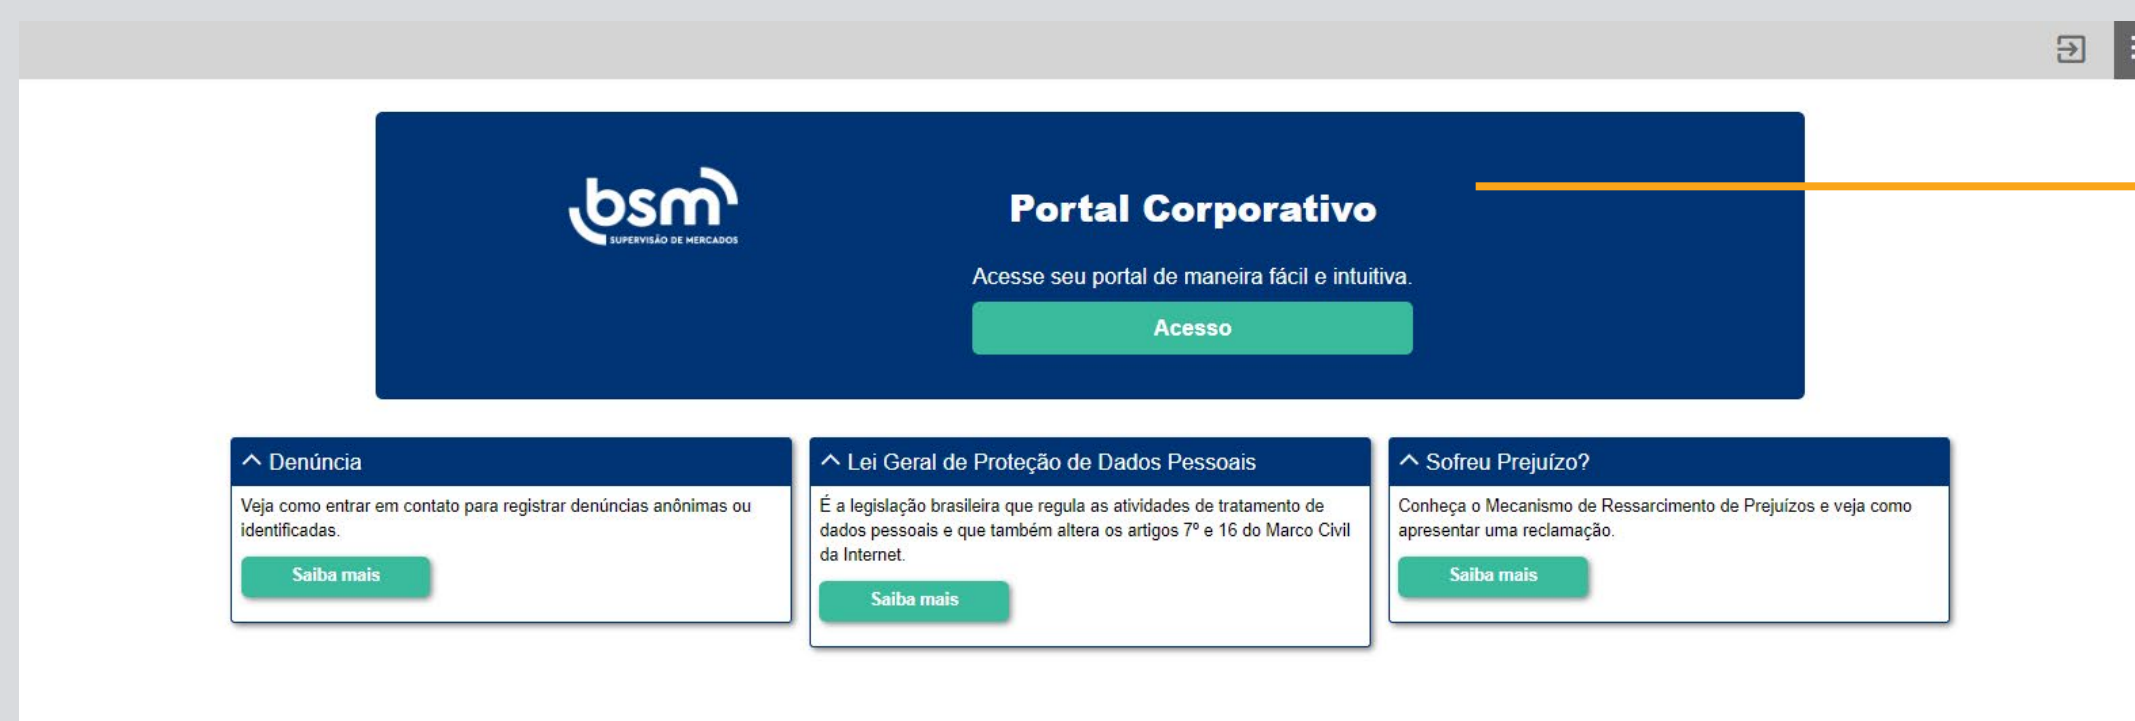 bsm
SUPERVISÃO DE MERCADOS
Portal Corporativo
Acesse seu portal de maneira fácil e intuitiva.
Acesso
Denúncia
Veja como entrar em contato para registrar denúncias anônimas ou
identificadas.
Saiba mais
Lei Geral de Proteção de Dados Pessoais
É a legislação brasileira que regula as atividades de tratamento de
dados pessoais e que também altera os artigos 7º e 16 do Marco Civil
da Internet.
Saiba mais
Sofreu Prejuízo?
Conheça o Mecanismo de Ressarcimento de Prejuízos e veja como
apresentar uma reclamação.
Saiba mais